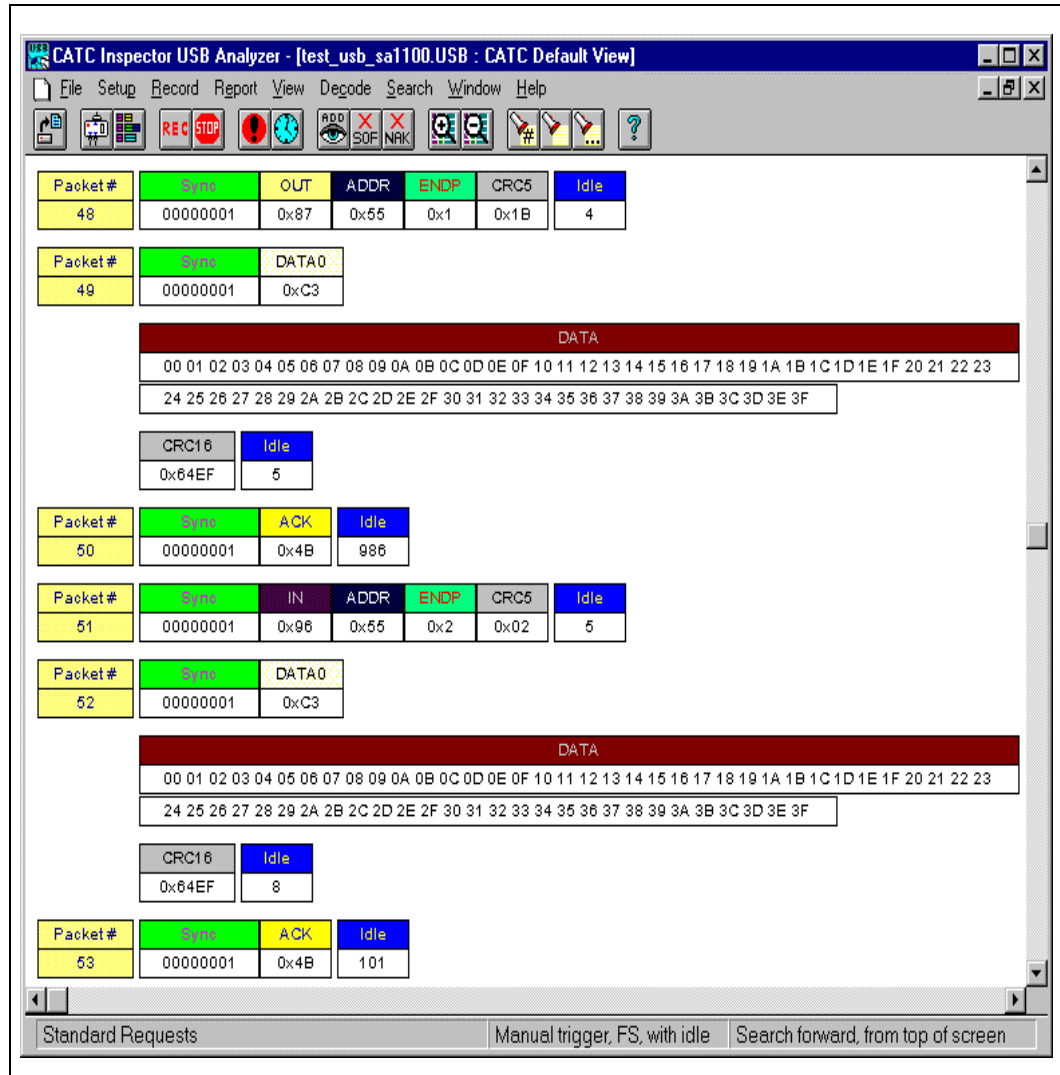 CATC Inspector USB Analyzer - [test_usb_sa1100.USB : CATC Default View]
File Setup Record Report View Decode Search Window Help
REC STOP ADD SOF NAK # ... ?
Packet# Sync OUT ADDR ENDP CRC5 Idle
48 00000001 0x87 0x55 0x1 0x1B 4
Packet# Sync DATA0
49 00000001 0xC3
DATA
00 01 02 03 04 05 06 07 08 09 0A 0B 0C 0D 0E 0F 10 11 12 13 14 15 16 17 18 19 1A 1B 1C 1D 1E 1F 20 21 22 23
24 25 26 27 28 29 2A 2B 2C 2D 2E 2F 30 31 32 33 34 35 36 37 38 39 3A 3B 3C 3D 3E 3F
CRC16 Idle
0x64EF 5
Packet# Sync ACK Idle
50 00000001 0x4B 986
Packet# Sync IN ADDR ENDP CRC5 Idle
51 00000001 0x96 0x55 0x2 0x02 5
Packet# Sync DATA0
52 00000001 0xC3
DATA
00 01 02 03 04 05 06 07 08 09 0A 0B 0C 0D 0E 0F 10 11 12 13 14 15 16 17 18 19 1A 1B 1C 1D 1E 1F 20 21 22 23
24 25 26 27 28 29 2A 2B 2C 2D 2E 2F 30 31 32 33 34 35 36 37 38 39 3A 3B 3C 3D 3E 3F
CRC16 Idle
0x64EF 8
Packet# Sync ACK Idle
53 00000001 0x4B 101
Standard Requests Manual trigger, FS, with idle Search forward, from top of screen